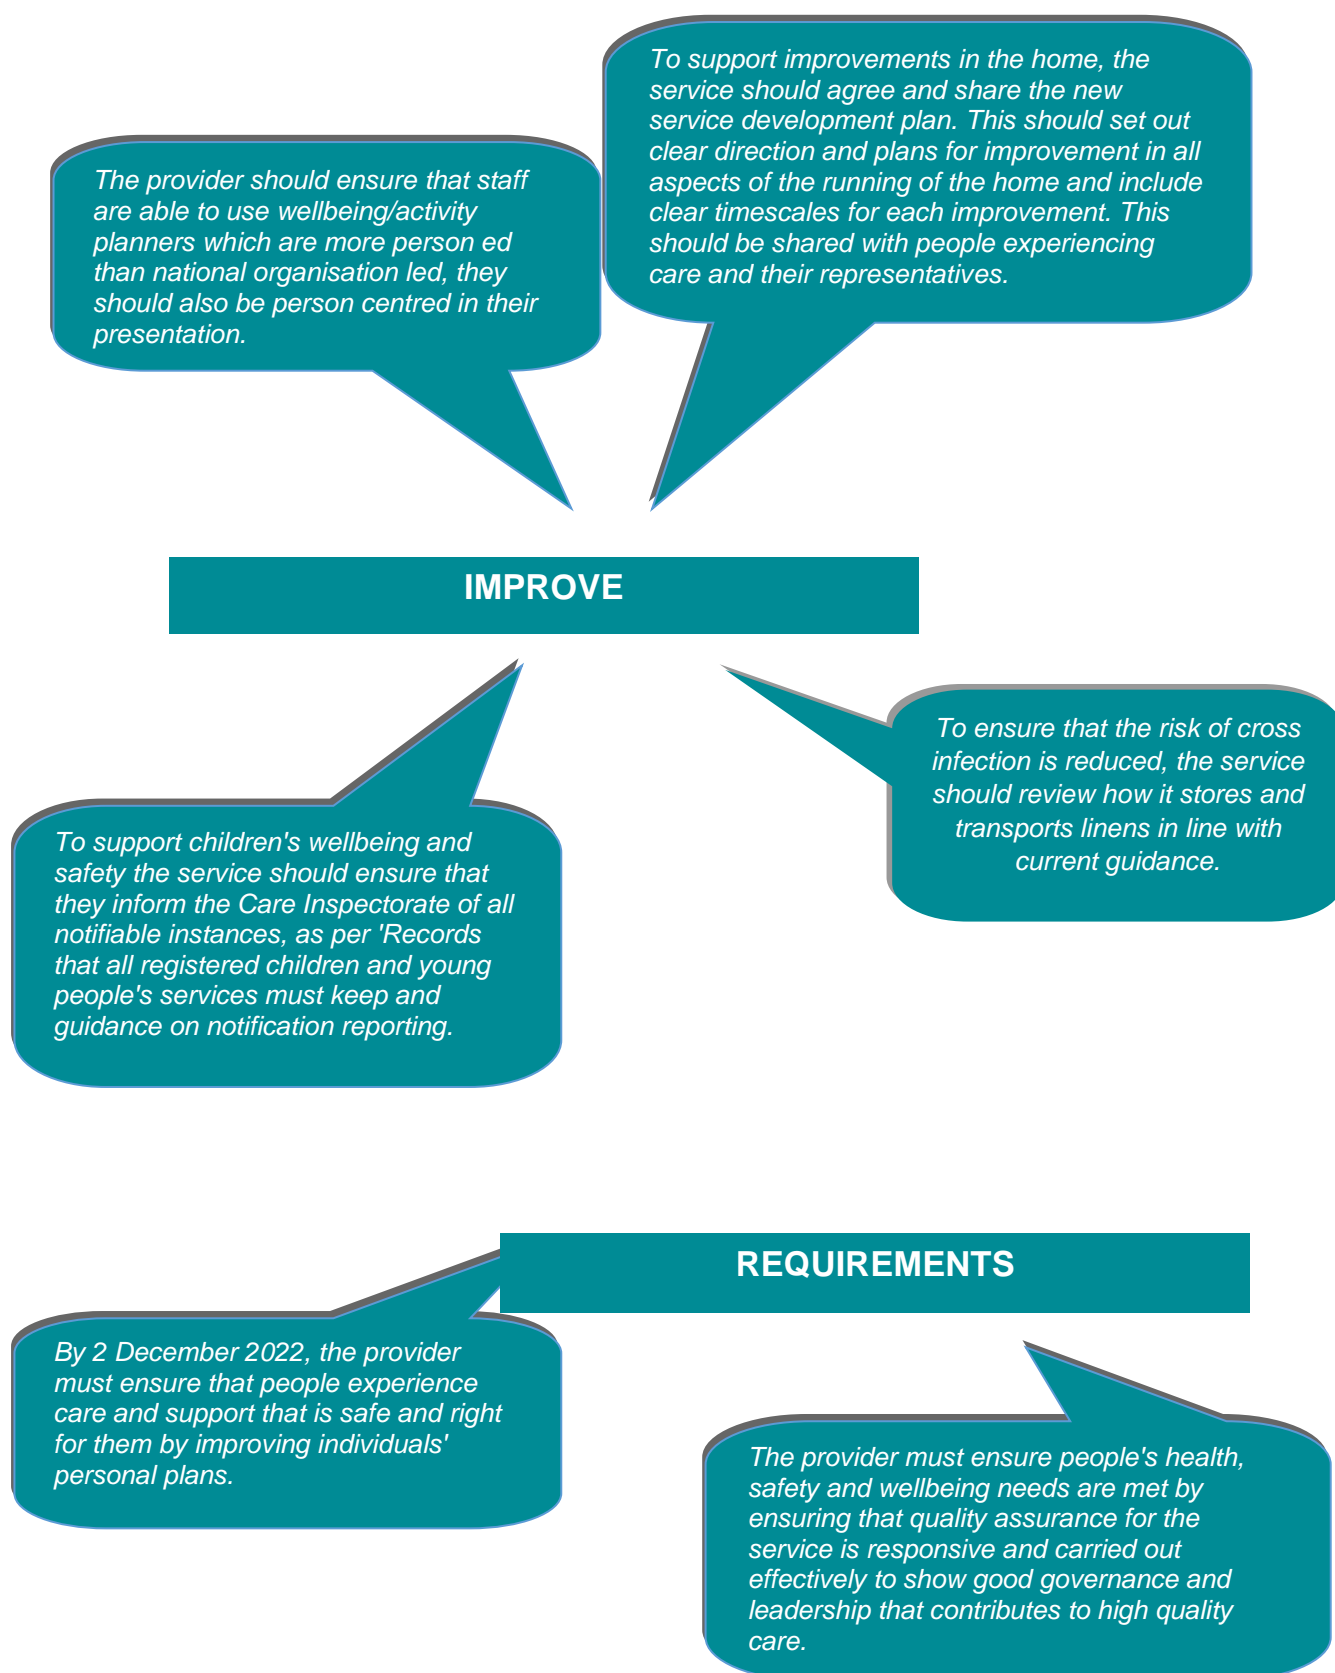 The provider should ensure that staff
are able to use wellbeing/activity
planners which are more person ed
than national organisation led, they
should also be person centred in their
presentation.
To support improvements in the home, the
service should agree and share the new
service development plan. This should set out
clear direction and plans for improvement in all
aspects of the running of the home and include
clear timescales for each improvement. This
should be shared with people experiencing
care and their representatives.
IMPROVE
To support children's wellbeing and
safety the service should ensure that
they inform the Care Inspectorate of all
notifiable instances, as per 'Records
that all registered children and young
people's services must keep and
guidance on notification reporting.
To ensure that the risk of cross
infection is reduced, the service
should review how it stores and
transports linens in line with
current guidance.
REQUIREMENTS
By 2 December 2022, the provider
must ensure that people experience
care and support that is safe and right
for them by improving individuals'
personal plans.
The provider must ensure people's health,
safety and wellbeing needs are met by
ensuring that quality assurance for the
service is responsive and carried out
effectively to show good governance and
leadership that contributes to high quality
care.